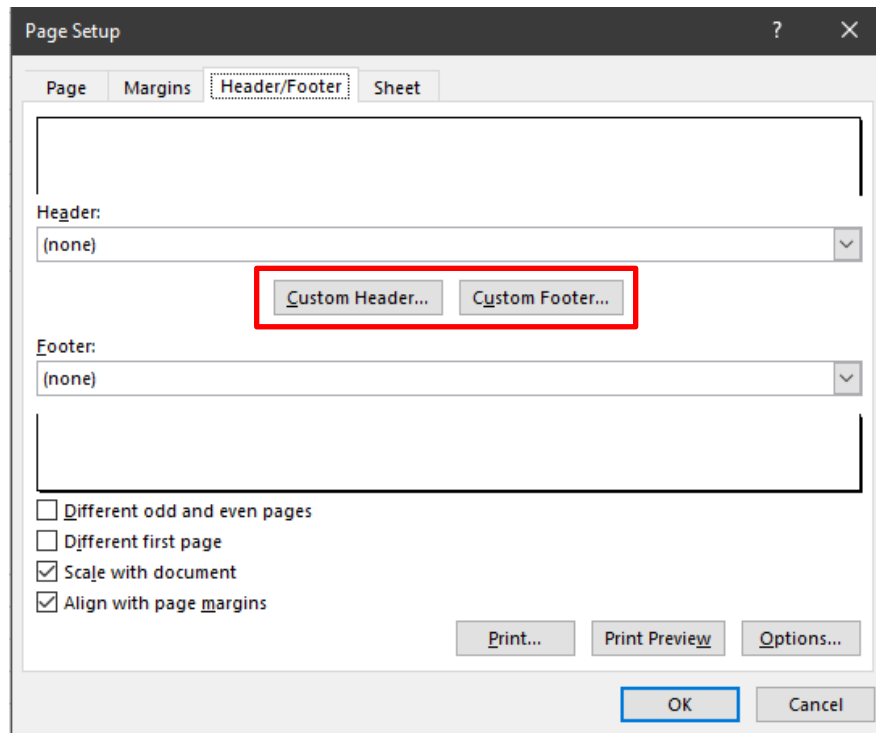 Page Setup ?
Page Margins Header/Footer Sheet
Header:
(none)
Custom Header... Custom Footer...
Footer:
(none)
Different odd and even pages
Different first page
Scale with document
Align with page margins
Print... Print Preview Options...
OK Cancel